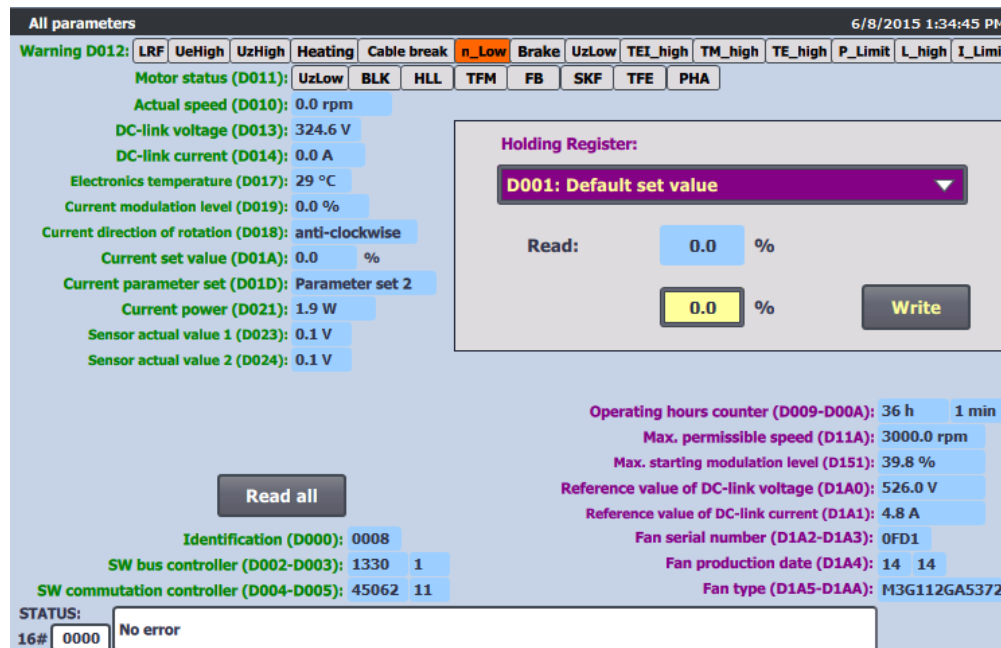 All parameters 6/8/2015 1:34:45 PM
Warning D012: LRF UeHigh UzHigh Heating Cable break n_Low Brake UzLow TEI_high TM_high TE_high P_Limit L_high I_Limi
Motor status (D011): UzLow BLK HLL TFM FB SKF TFE PHA
Actual speed (D010): 0.0 rpm
DC-link voltage (D013): 324.6 V
DC-link current (D014): 0.0 A
Electronics temperature (D017): 29 °C
Current modulation level (D019): 0.0 %
Current direction of rotation (D018): anti-clockwise
Current set value (D01A): 0.0 %
Current parameter set (D01D): Parameter set 2
Current power (D021): 1.9 W
Sensor actual value 1 (D023): 0.1 V
Sensor actual value 2 (D024): 0.1 V
Holding Register:
D001: Default set value
Read: 0.0 %
0.0 % Write
Operating hours counter (D009-D00A): 36 h 1 min
Max. permissible speed (D11A): 3000.0 rpm
Max. starting modulation level (D151): 39.8 %
Reference value of DC-link voltage (D1A0): 526.0 V
Reference value of DC-link current (D1A1): 4.8 A
Fan serial number (D1A2-D1A3): 0FD1
Fan production date (D1A4): 14 14
Fan type (D1A5-D1AA): M3G112GA5372
Read all
Identification (D000): 0008
SW bus controller (D002-D003): 1330 1
SW commutation controller (D004-D005): 45062 11
STATUS:
16# 0000 No error